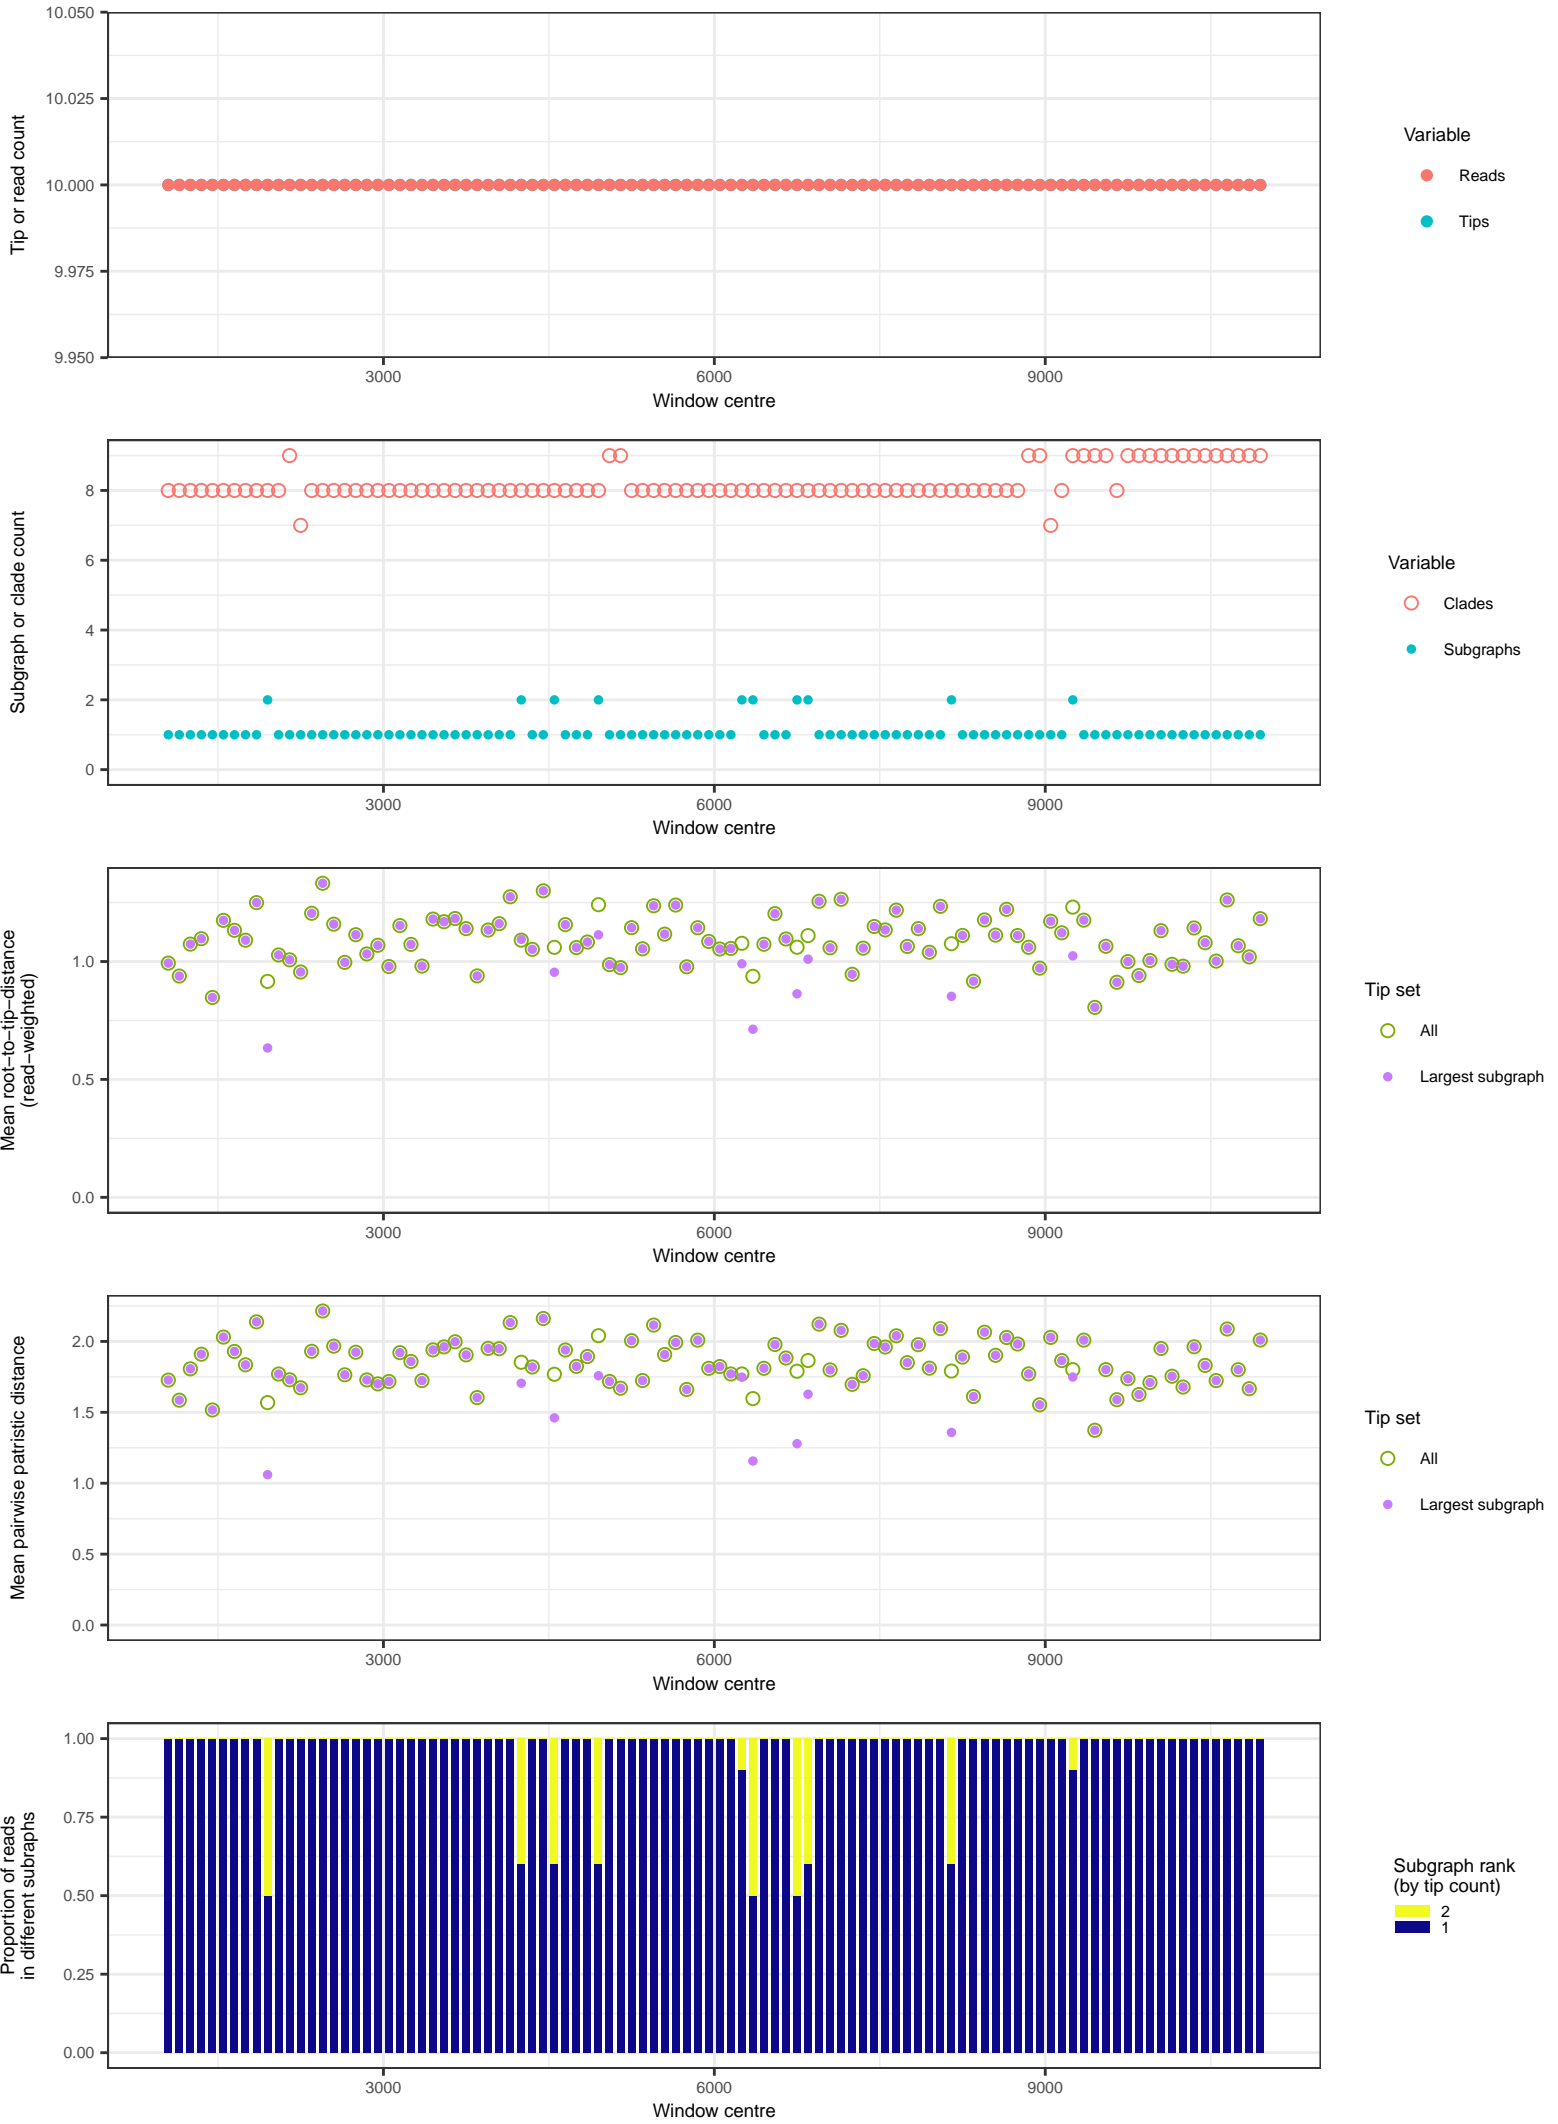 10.050
10.025
10.000
9.975
9.950
Tip or read count
3000 6000 9000
Window centre
Variable
Reads
Tips
8
6
4
2
0
Subgraph or clade count
3000 6000 9000
Window centre
Variable
Clades
Subgraphs
1.0
0.5
0.0
Mean root−to−tip−distance
(read−weighted)
3000 6000 9000
Window centre
Tip set
All
Largest subgraph
2.0
1.5
1.0
0.5
0.0
Mean pairwise patristic distance
3000 6000 9000
Window centre
Tip set
All
Largest subgraph
1.00
0.75
0.50
0.25
0.00
Proportion of reads
in different subraphs
3000 6000 9000
Window centre
Subgraph rank
(by tip count)
2
1